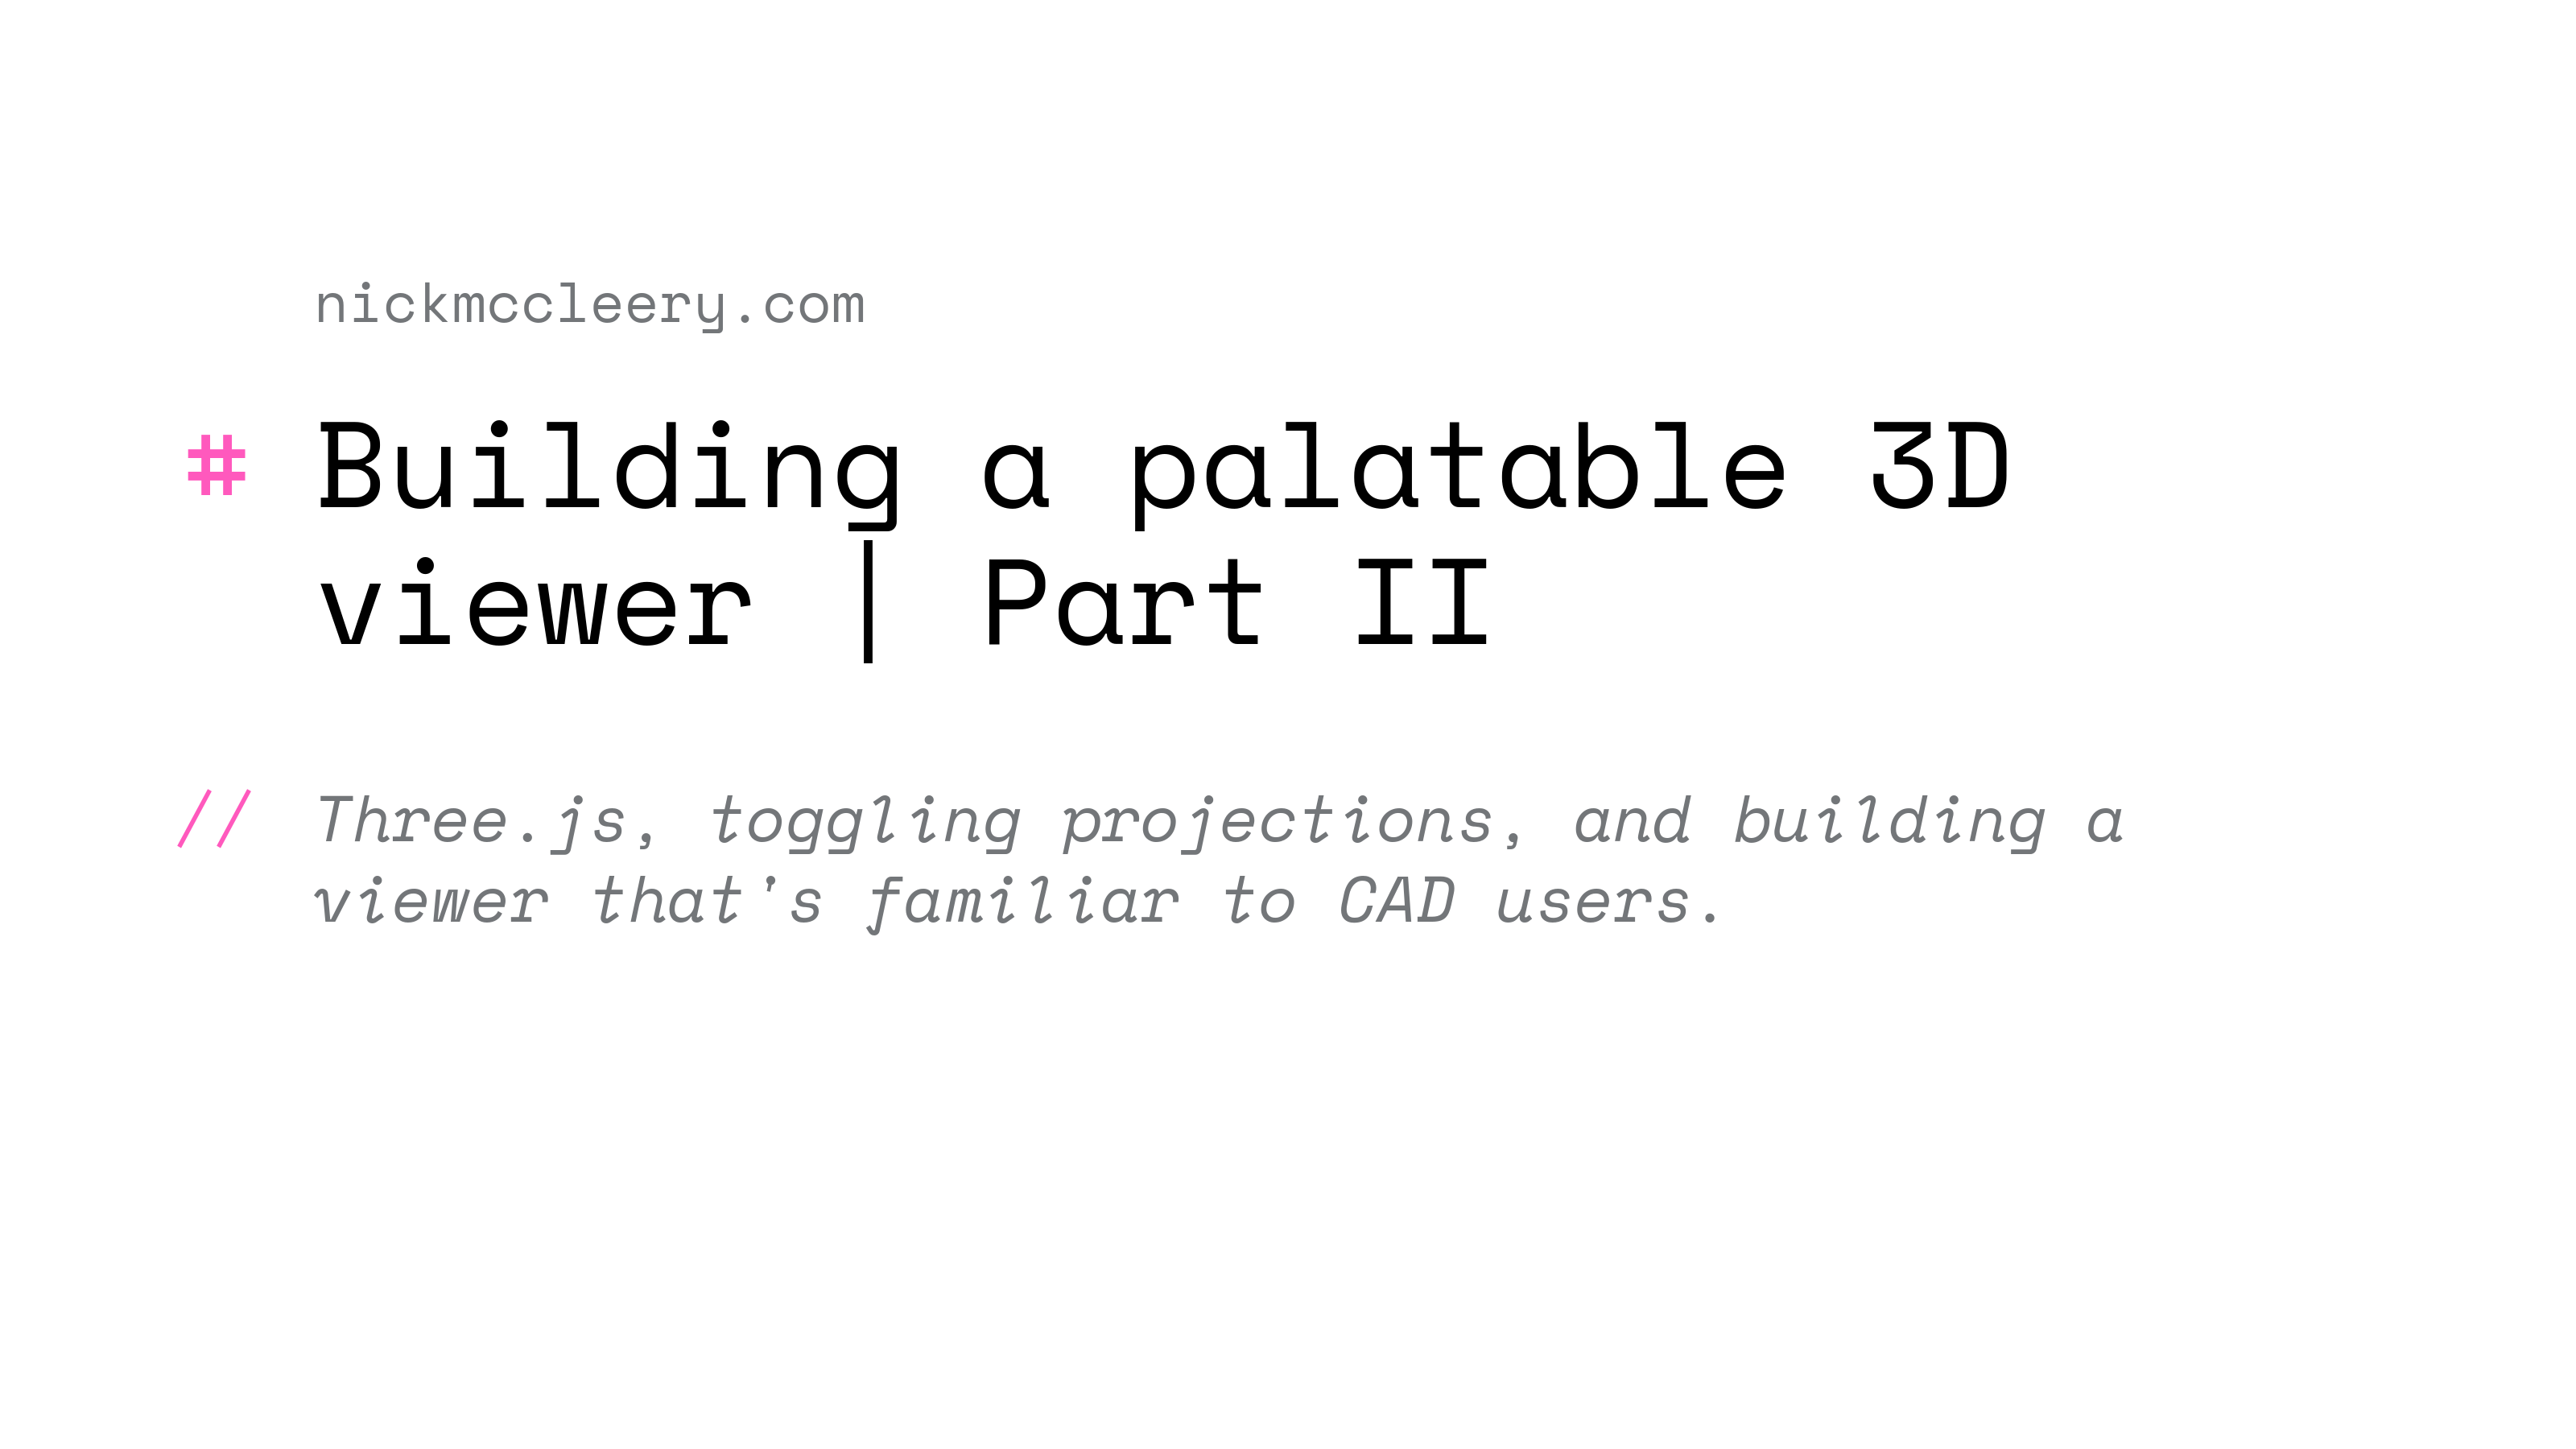 nickmccleery.com
# Building a palatable 3D
viewer | Part II
// Three.js, toggling projections, and building a
viewer that's familiar to CAD users.